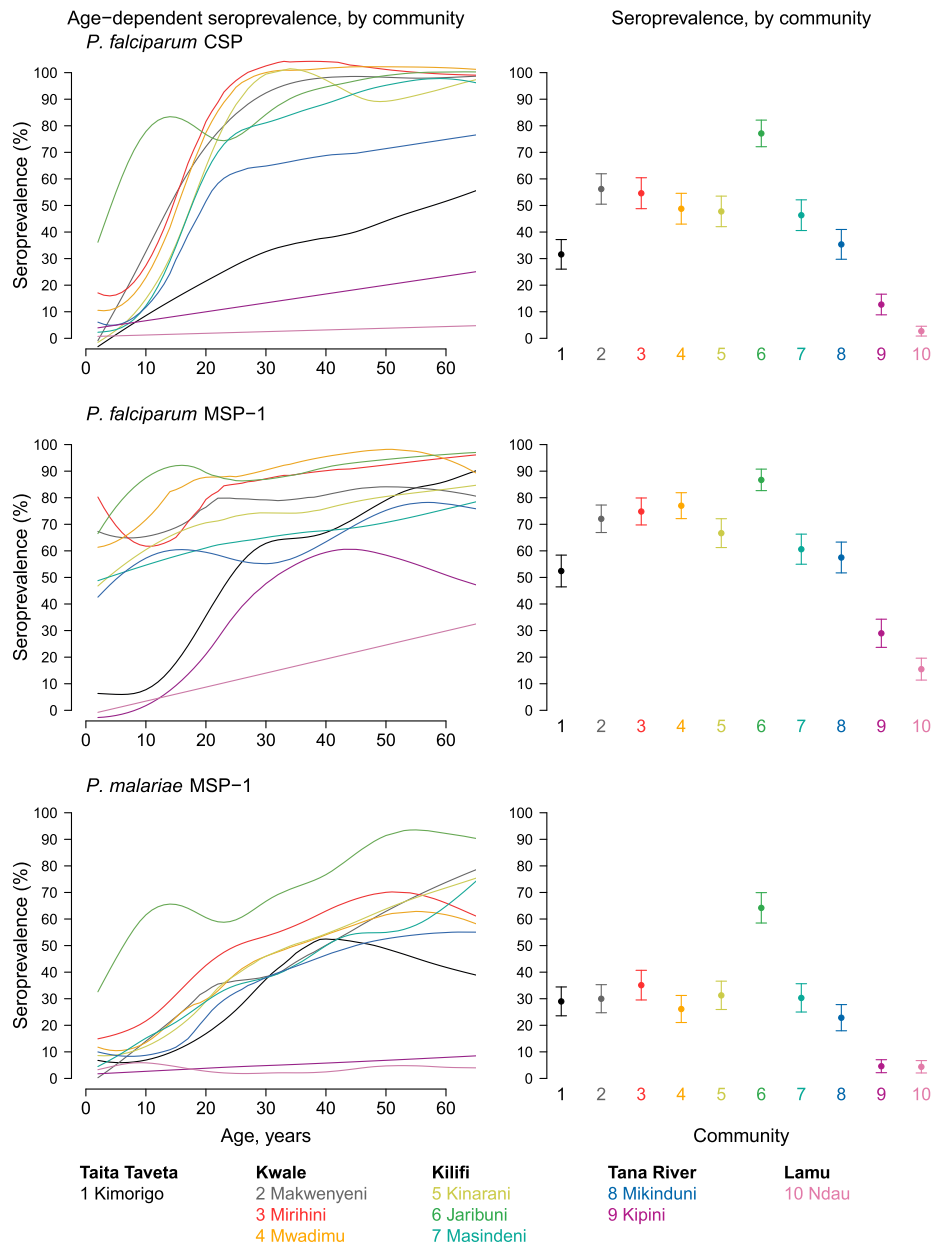 Age−dependent seroprevalence, by community
Seroprevalence, by community
P. falciparum CSP
Seroprevalence (%)
100
90
80
70
60
50
40
30
20
10
0
0 10 20 30 40 50 60
100
90
80
70
60
50
40
30
20
10
0
1 2 3 4 5 6 7 8 9 10
P. falciparum MSP−1
Seroprevalence (%)
100
90
80
70
60
50
40
30
20
10
0
0 10 20 30 40 50 60
100
90
80
70
60
50
40
30
20
10
0
1 2 3 4 5 6 7 8 9 10
P. malariae MSP−1
Seroprevalence (%)
100
90
80
70
60
50
40
30
20
10
0
0 10 20 30 40 50 60
Age, years
100
90
80
70
60
50
40
30
20
10
0
1 2 3 4 5 6 7 8 9 10
Community
Taita Taveta
1 Kimorigo
Kwale
2 Makwenyeni
3 Mirihini
4 Mwadimu
Kilifi
5 Kinarani
6 Jaribuni
7 Masindeni
Tana River
8 Mikinduni
9 Kipini
Lamu
10 Ndau